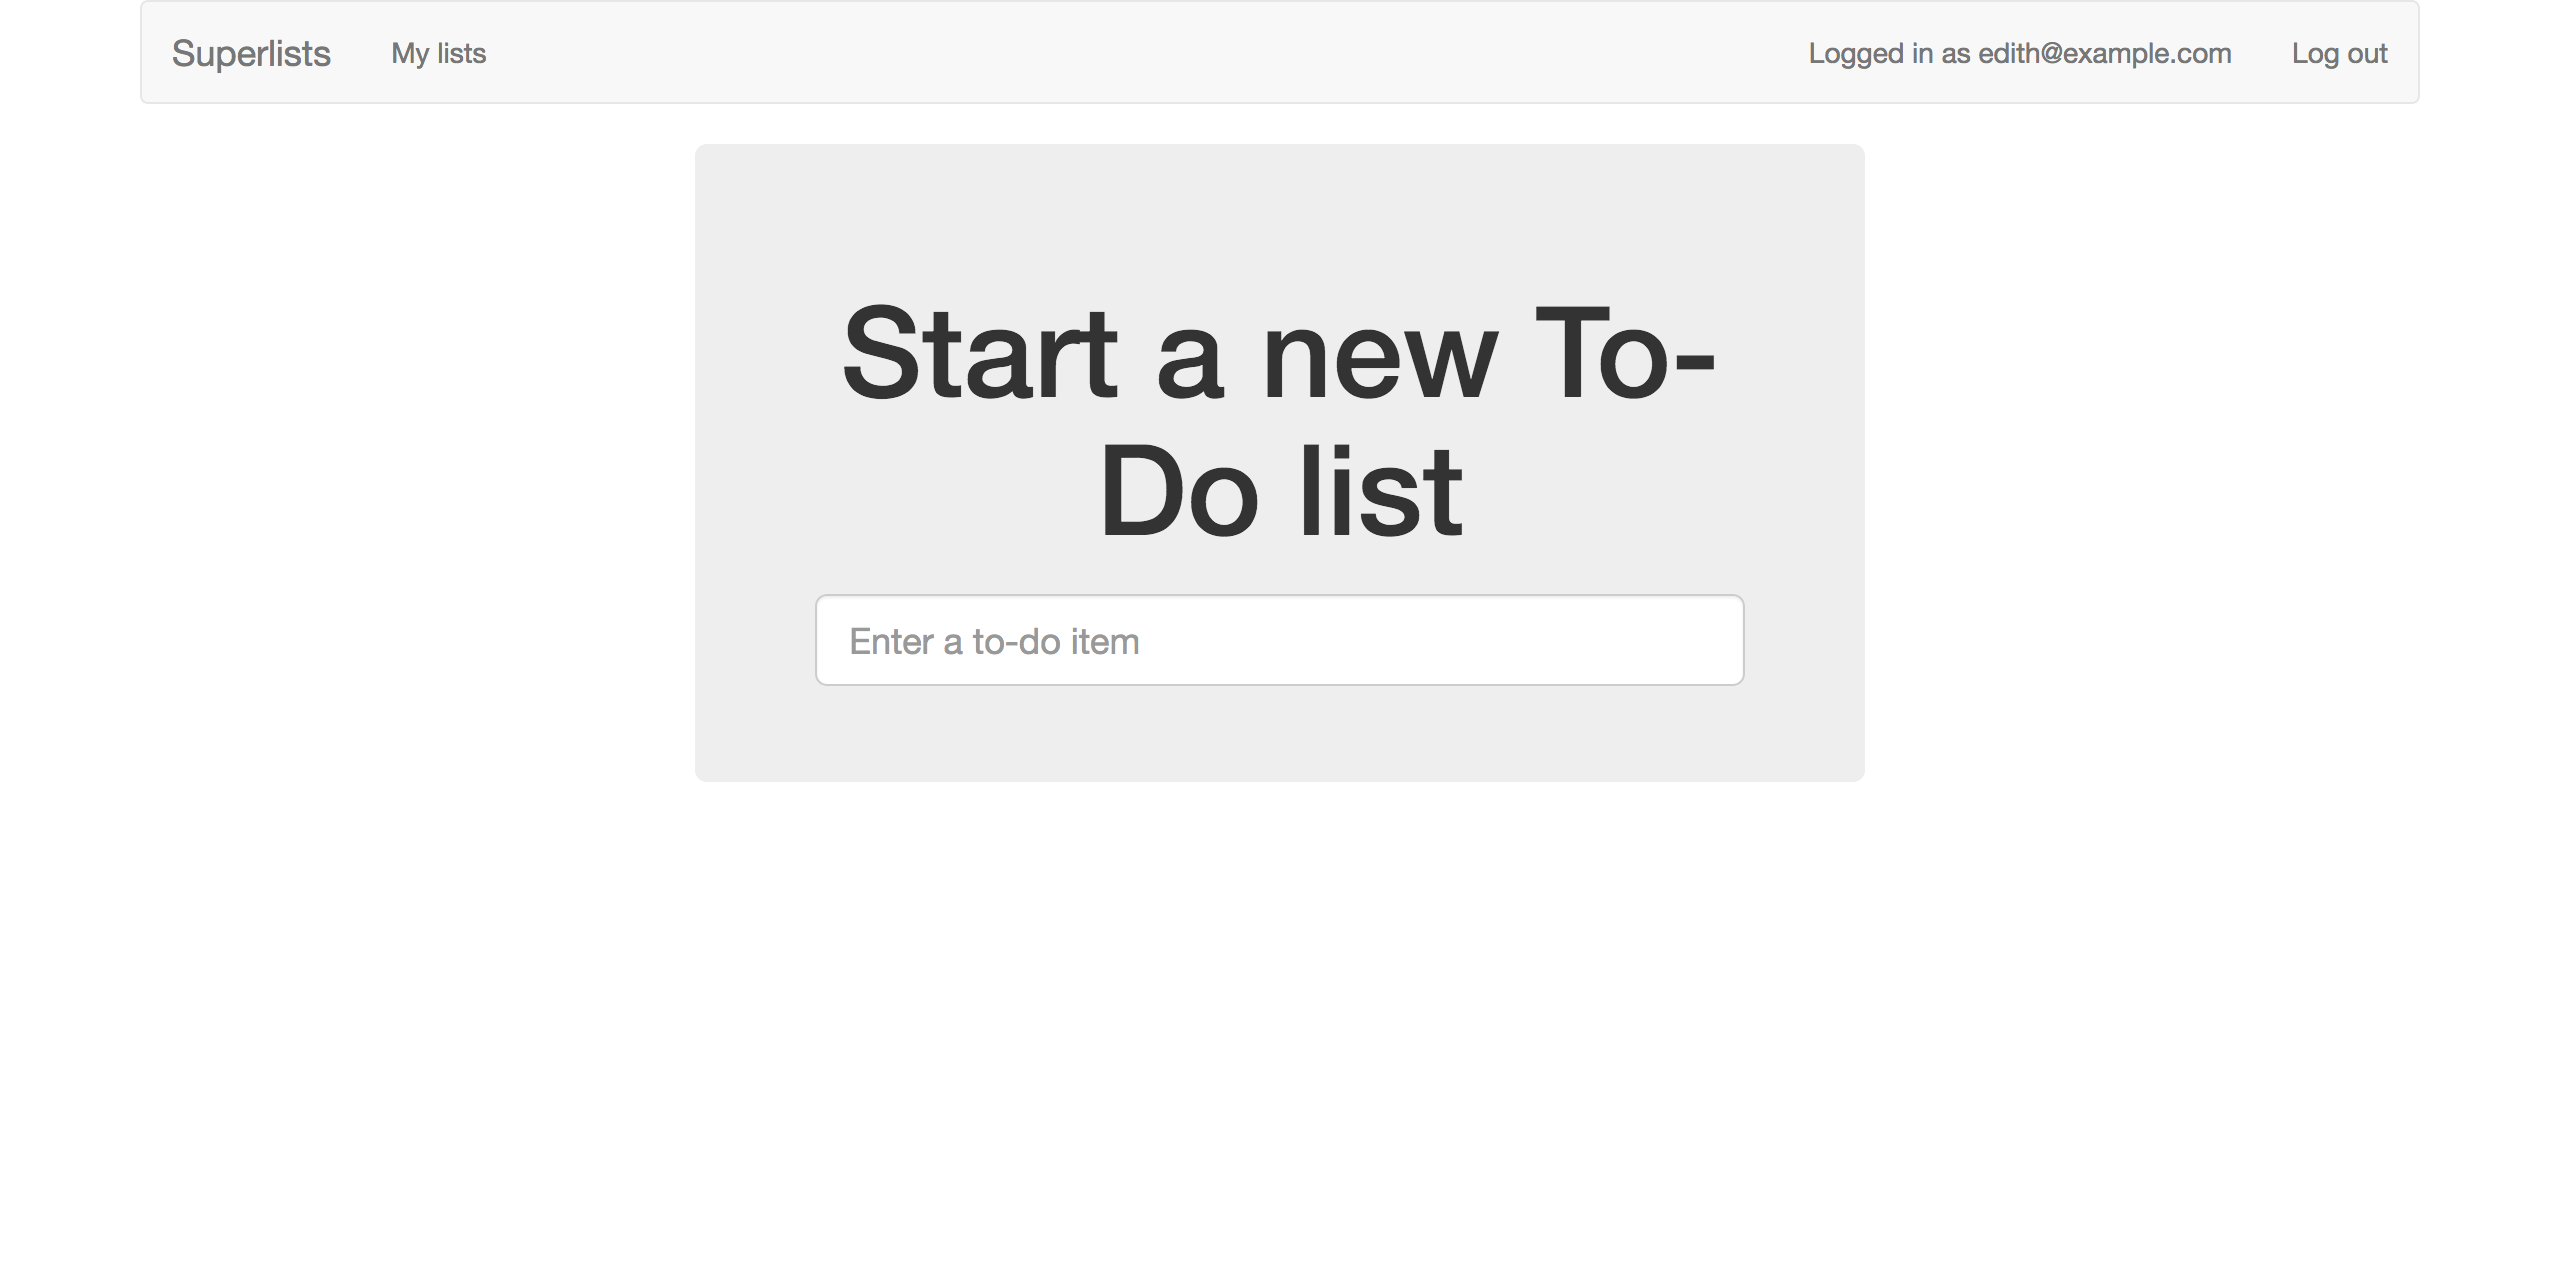 Superlists My lists Logged in as edith@example.com Log out
Start a new To-
Do list
Enter a to-do item